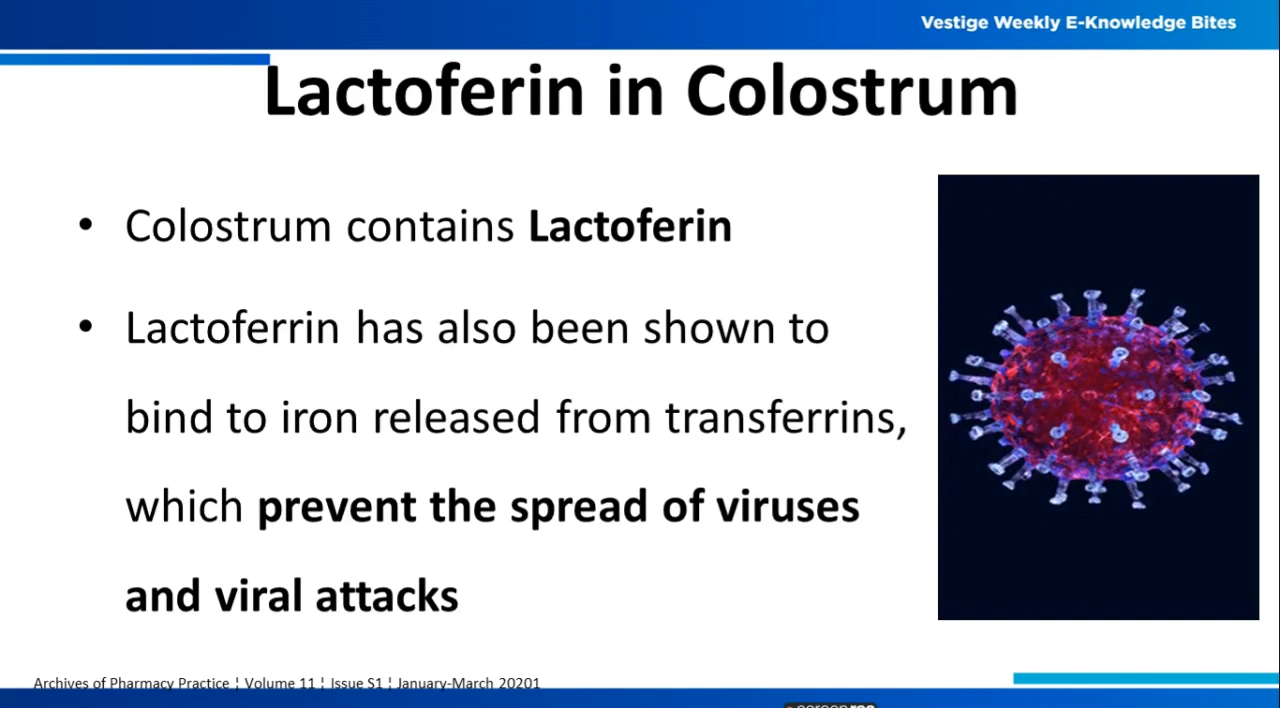 Vestige Weekly E-Knowledge Bites
Lactoferin in Colostrum
• Colostrum contains Lactoferin
• Lactoferrin has also been shown to
bind to iron released from transferrins,
which prevent the spread of viruses
and viral attacks
Archives of Pharmacy Practice ¦ Volume 11 ¦ Issue S1 ¦ January-March 20201